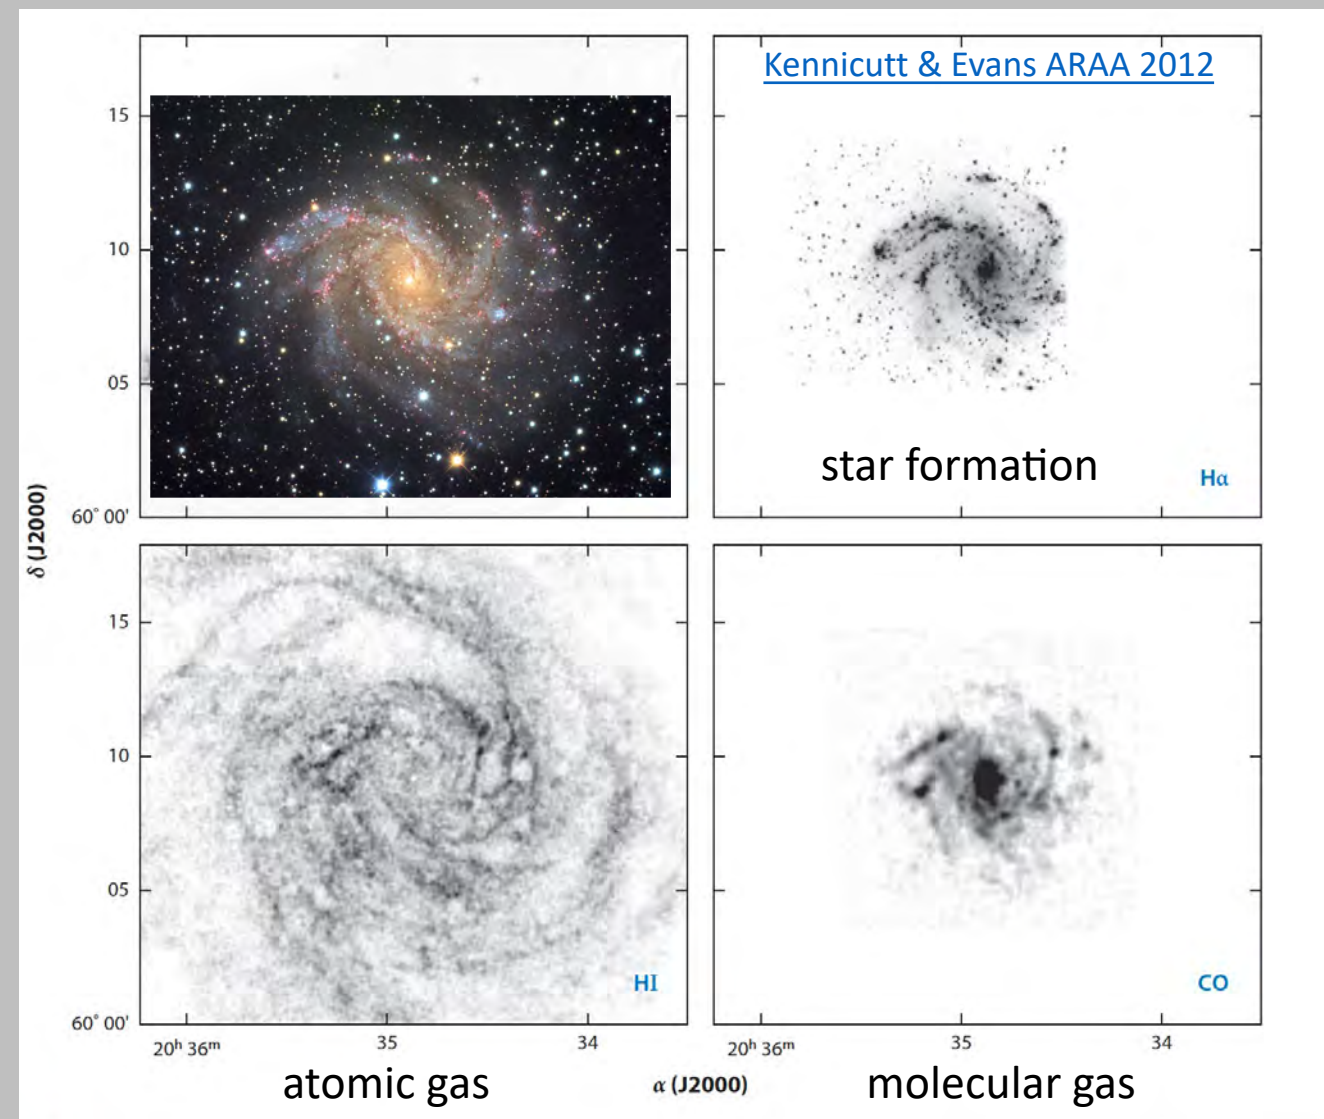 Kennicutt & Evans ARAA 2012
15
10
05
60° 00'
star formation
Hα
δ (J2000)
15
10
05
60° 00'
HI
CO
20ʰ 36ᵐ
35
34
20ʰ 36ᵐ
35
34
atomic gas
α (J2000)
molecular gas